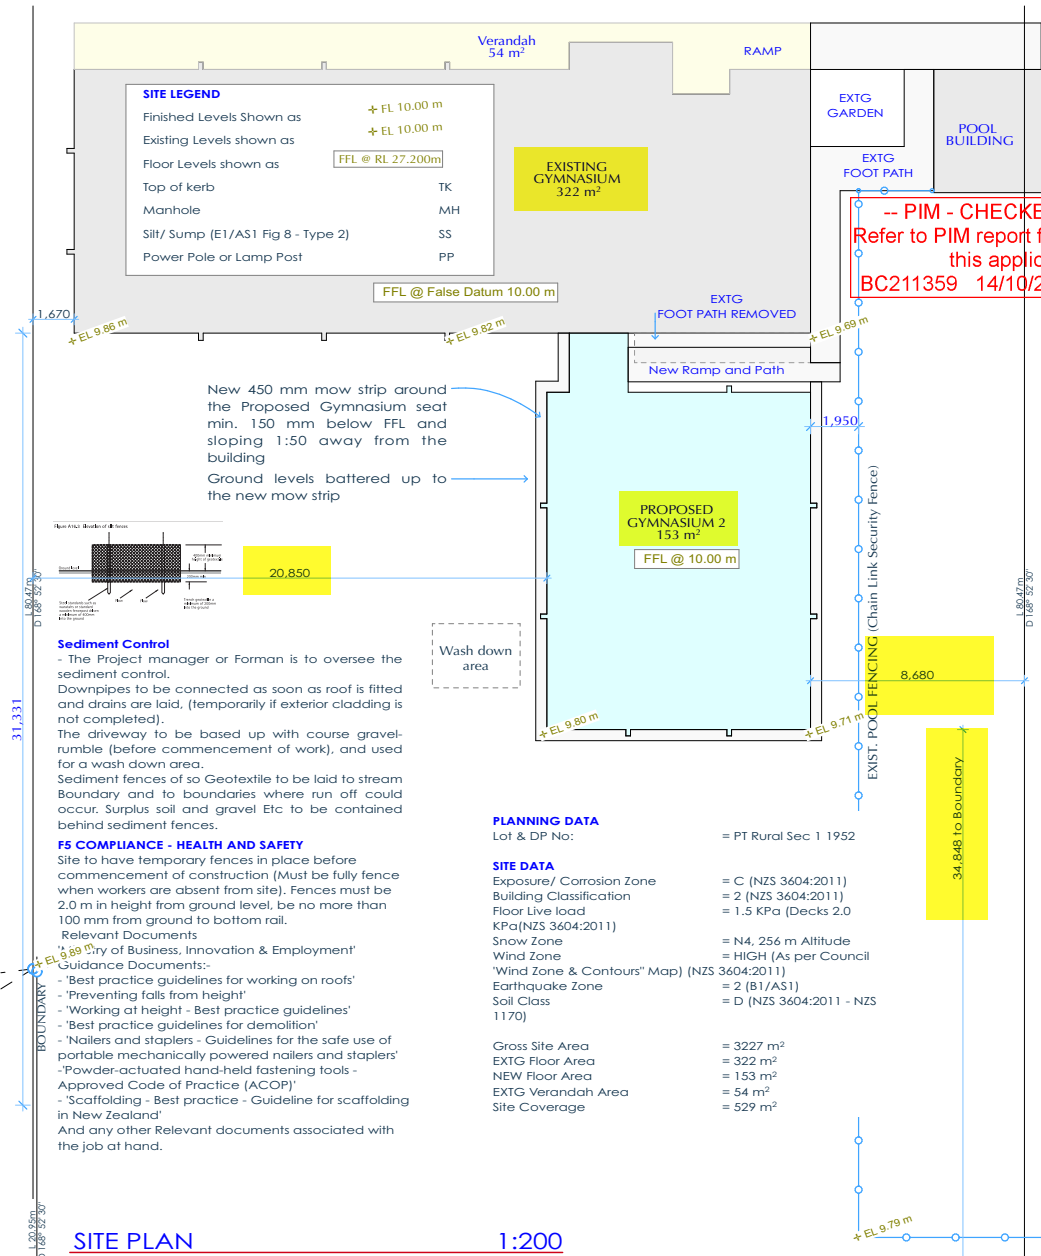 Verandah
54 m²
RAMP
SITE LEGEND
Finished Levels Shown as
FL 10.00 m
Existing Levels shown as
EL 10.00 m
Floor Levels shown as
FFL @ RL 27.200m
Top of kerb TK
Manhole MH
Silt/ Sump (E1/AS1 Fig 8 - Type 2) SS
Power Pole or Lamp Post PP
EXISTING
GYMNASIUM
322 m²
EXTG
GARDEN
POOL
BUILDING
EXTG
FOOT PATH
-- PIM - CHECKE
Refer to PIM report f
this applic
BC211359 14/10/2
FFL @ False Datum 10.00 m
EXTG
FOOT PATH REMOVED
1,670
EL 9.86 m
EL 9.82 m
EL 9.69 m
New Ramp and Path
New 450 mm mow strip around
the Proposed Gymnasium seat
min. 150 mm below FFL and
sloping 1:50 away from the
building
Ground levels battered up to
the new mow strip
1,950
PROPOSED
GYMNASIUM 2
153 m²
FFL @ 10.00 m
EXIST. POOL FENCING (Chain Link Security Fence)
20,850
L 80.47m
D 168° 52' 30"
L 80.47m
D 168° 52' 30"
Wash down
area
8,680
31,331
34,848 to Boundary
EL 9.80 m
EL 9.71 m
Sediment Control
- The Project manager or Forman is to oversee the
sediment control.
Downpipes to be connected as soon as roof is fitted
and drains are laid, (temporarily if exterior cladding is
not completed).
The driveway to be based up with course gravel-
rumble (before commencement of work), and used
for a wash down area.
Sediment fences of so Geotextile to be laid to stream
Boundary and to boundaries where run off could
occur. Surplus soil and gravel Etc to be contained
behind sediment fences.
F5 COMPLIANCE - HEALTH AND SAFETY
Site to have temporary fences in place before
commencement of construction (Must be fully fence
when workers are absent from site). Fences must be
2.0 m in height from ground level, be no more than
100 mm from ground to bottom rail.
Relevant Documents
of Business, Innovation & Employment'
Guidance Documents:-
- 'Best practice guidelines for working on roofs'
- 'Preventing falls from height'
- 'Working at height - Best practice guidelines'
- 'Best practice guidelines for demolition'
- 'Nailers and staplers - Guidelines for the safe use of
portable mechanically powered nailers and staplers'
-'Powder-actuated hand-held fastening tools -
Approved Code of Practice (ACOP)'
- 'Scaffolding - Best practice - Guideline for scaffolding
in New Zealand'
And any other Relevant documents associated with
the job at hand.
EL 9.89 m
BOUNDARY
PLANNING DATA
Lot & DP No: = PT Rural Sec 1 1952
SITE DATA
Exposure/ Corrosion Zone = C (NZS 3604:2011)
Building Classification = 2 (NZS 3604:2011)
Floor Live load = 1.5 KPa (Decks 2.0
KPa(NZS 3604:2011)
Snow Zone = N4, 256 m Altitude
Wind Zone = HIGH (As per Council
'Wind Zone & Contours" Map) (NZS 3604:2011)
Earthquake Zone = 2 (B1/AS1)
Soil Class = D (NZS 3604:2011 - NZS
1170)
Gross Site Area = 3227 m²
EXTG Floor Area = 322 m²
NEW Floor Area = 153 m²
EXTG Verandah Area = 54 m²
Site Coverage = 529 m²
L 20.95m
D 168° 52' 30"
EL 9.79 m
SITE PLAN 1:200